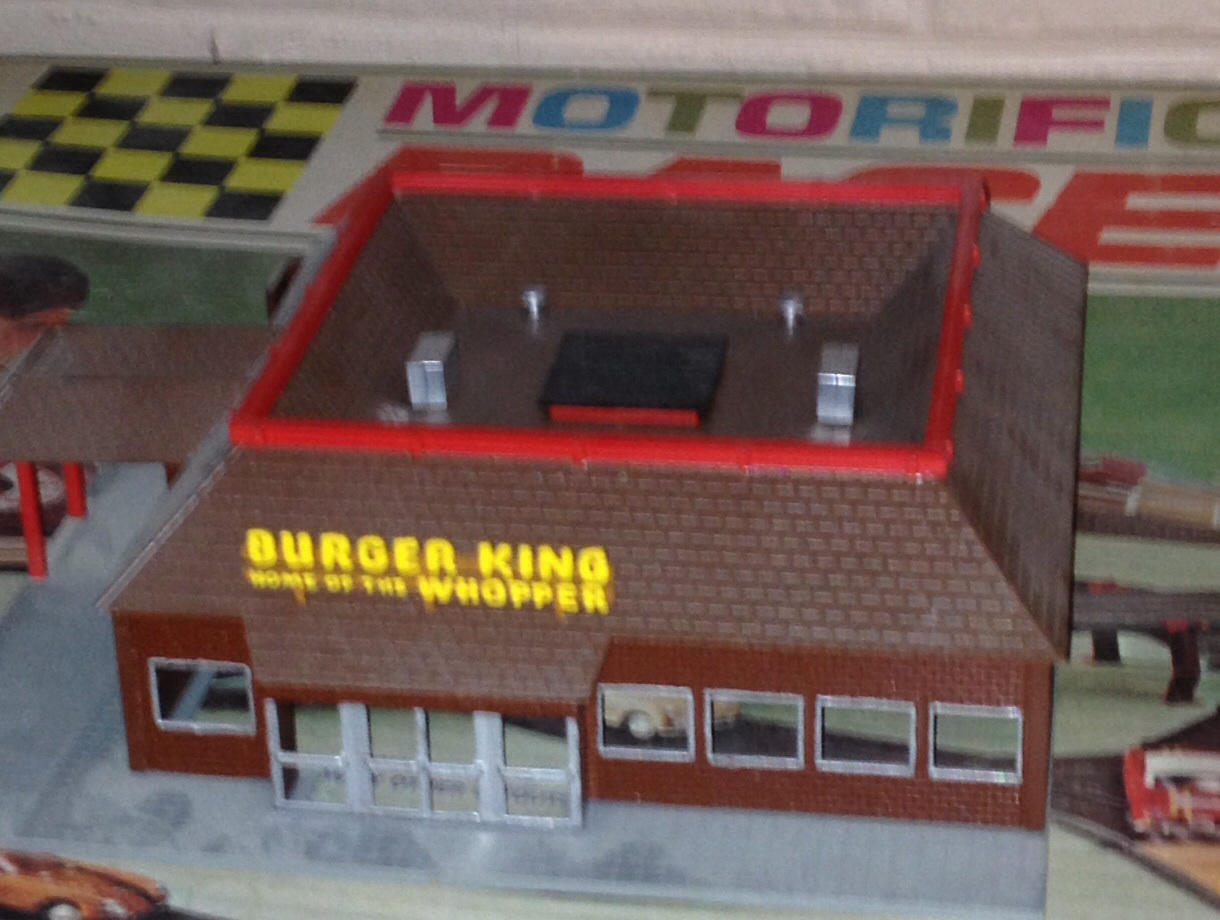 MOTORIFIC
BURGER KING
HOME OF THE WHOPPER